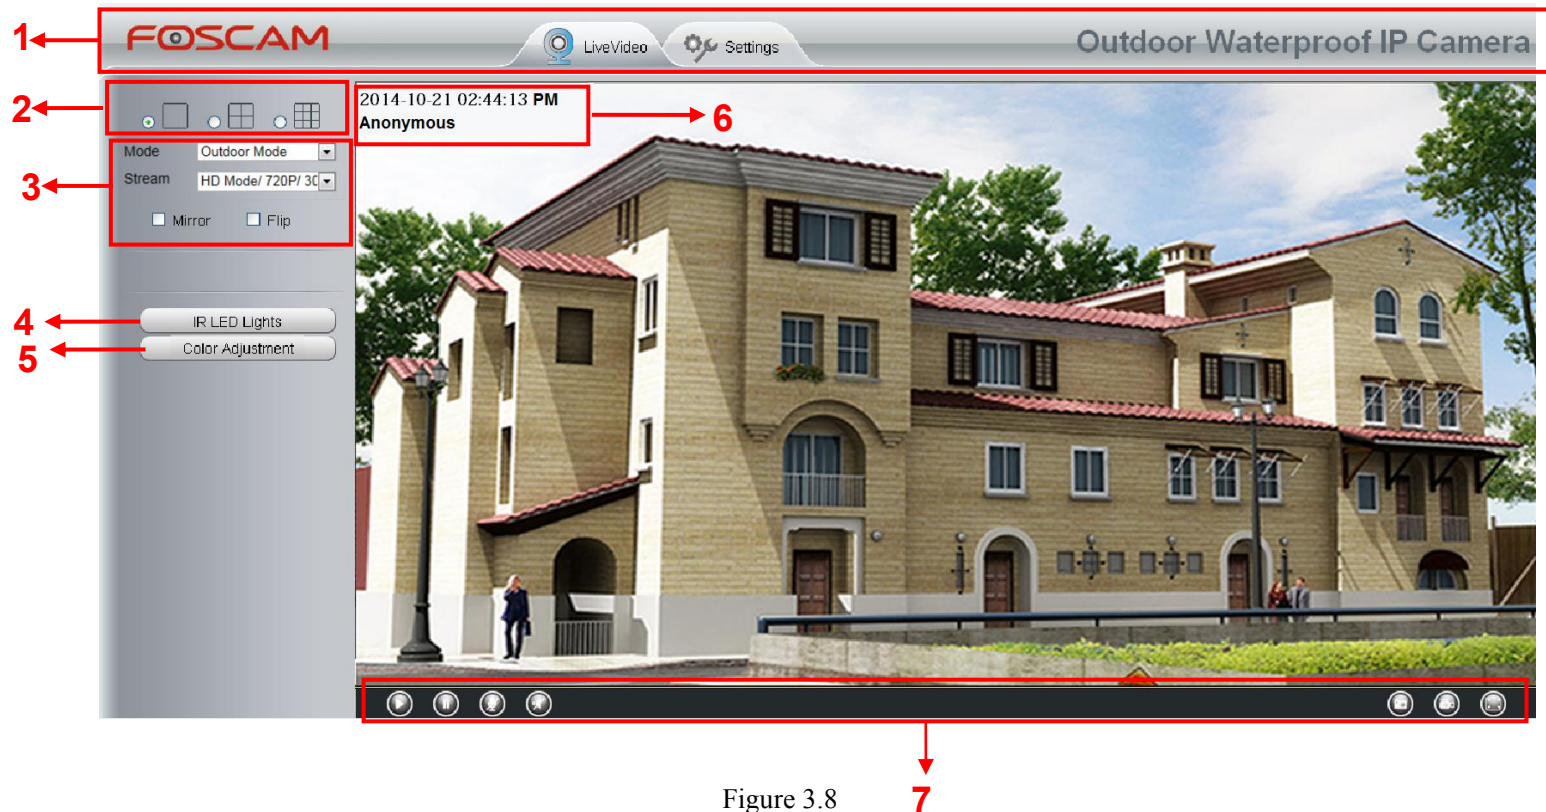 1
FOSCAM
LiveVideo
Settings
Outdoor Waterproof IP Camera
2
2014-10-21 02:44:13 PM
Anonymous
6
3
Mode Outdoor Mode
Stream HD Mode/ 720P/ 30
Mirror Flip
4
IR LED Lights
5
Color Adjustment
Figure 3.8
7